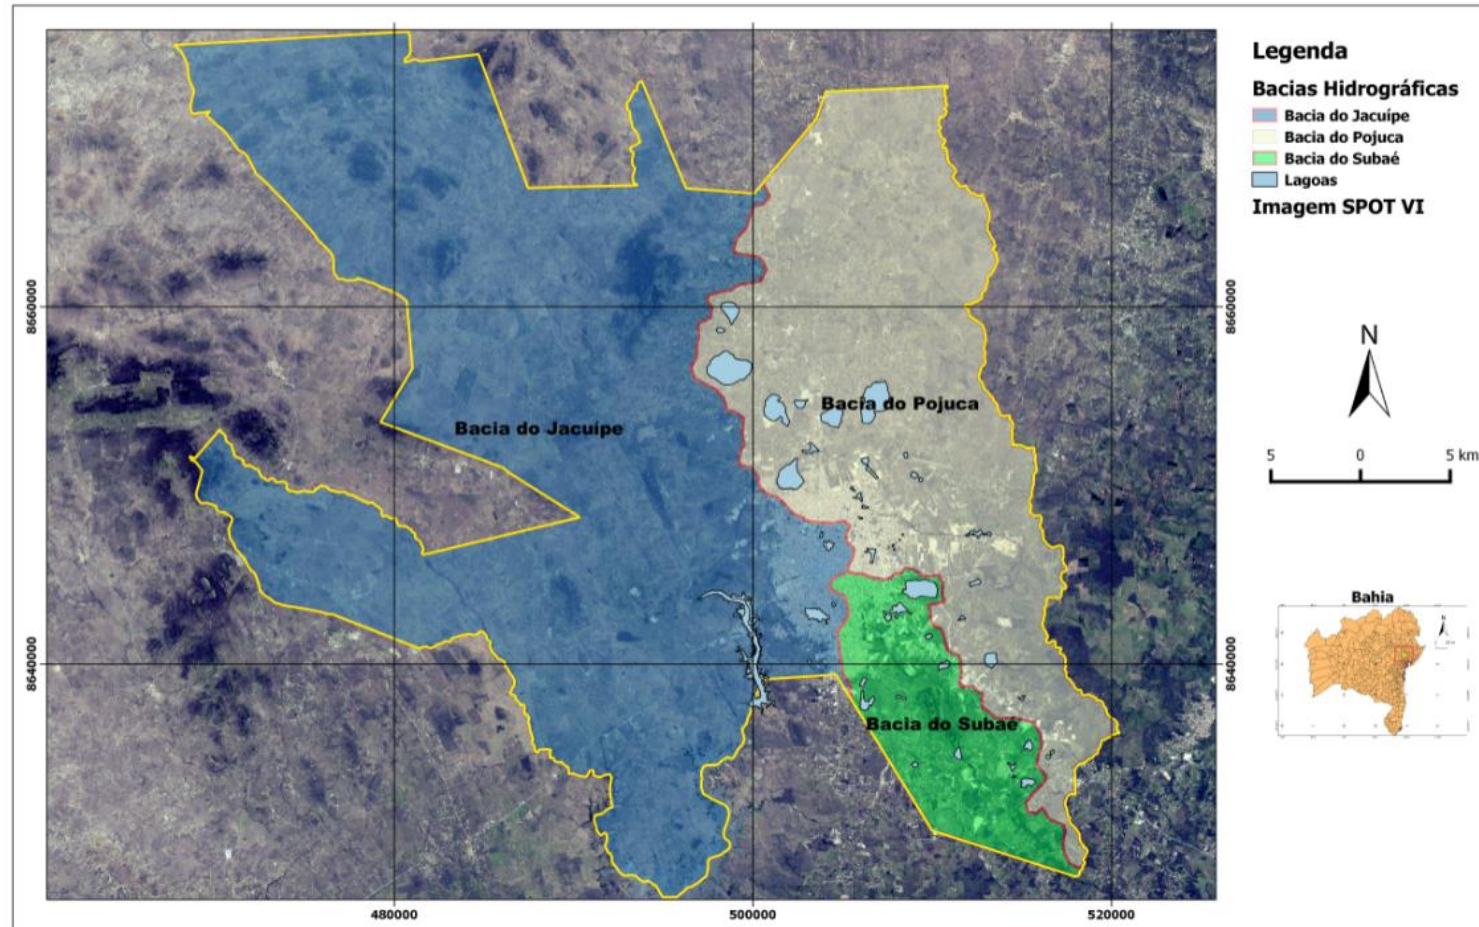 Legenda
Bacias Hidrográficas
Bacia do Jacuípe
Bacia do Pojuca
Bacia do Subaé
Lagoas
Imagem SPOT VI
8660000
8660000
N
Bacia do Pojuca
Bacia do Jacuípe
5 0 5 km
Bahia
8640000
8640000
Bacia do Subaé
480000
500000
520000